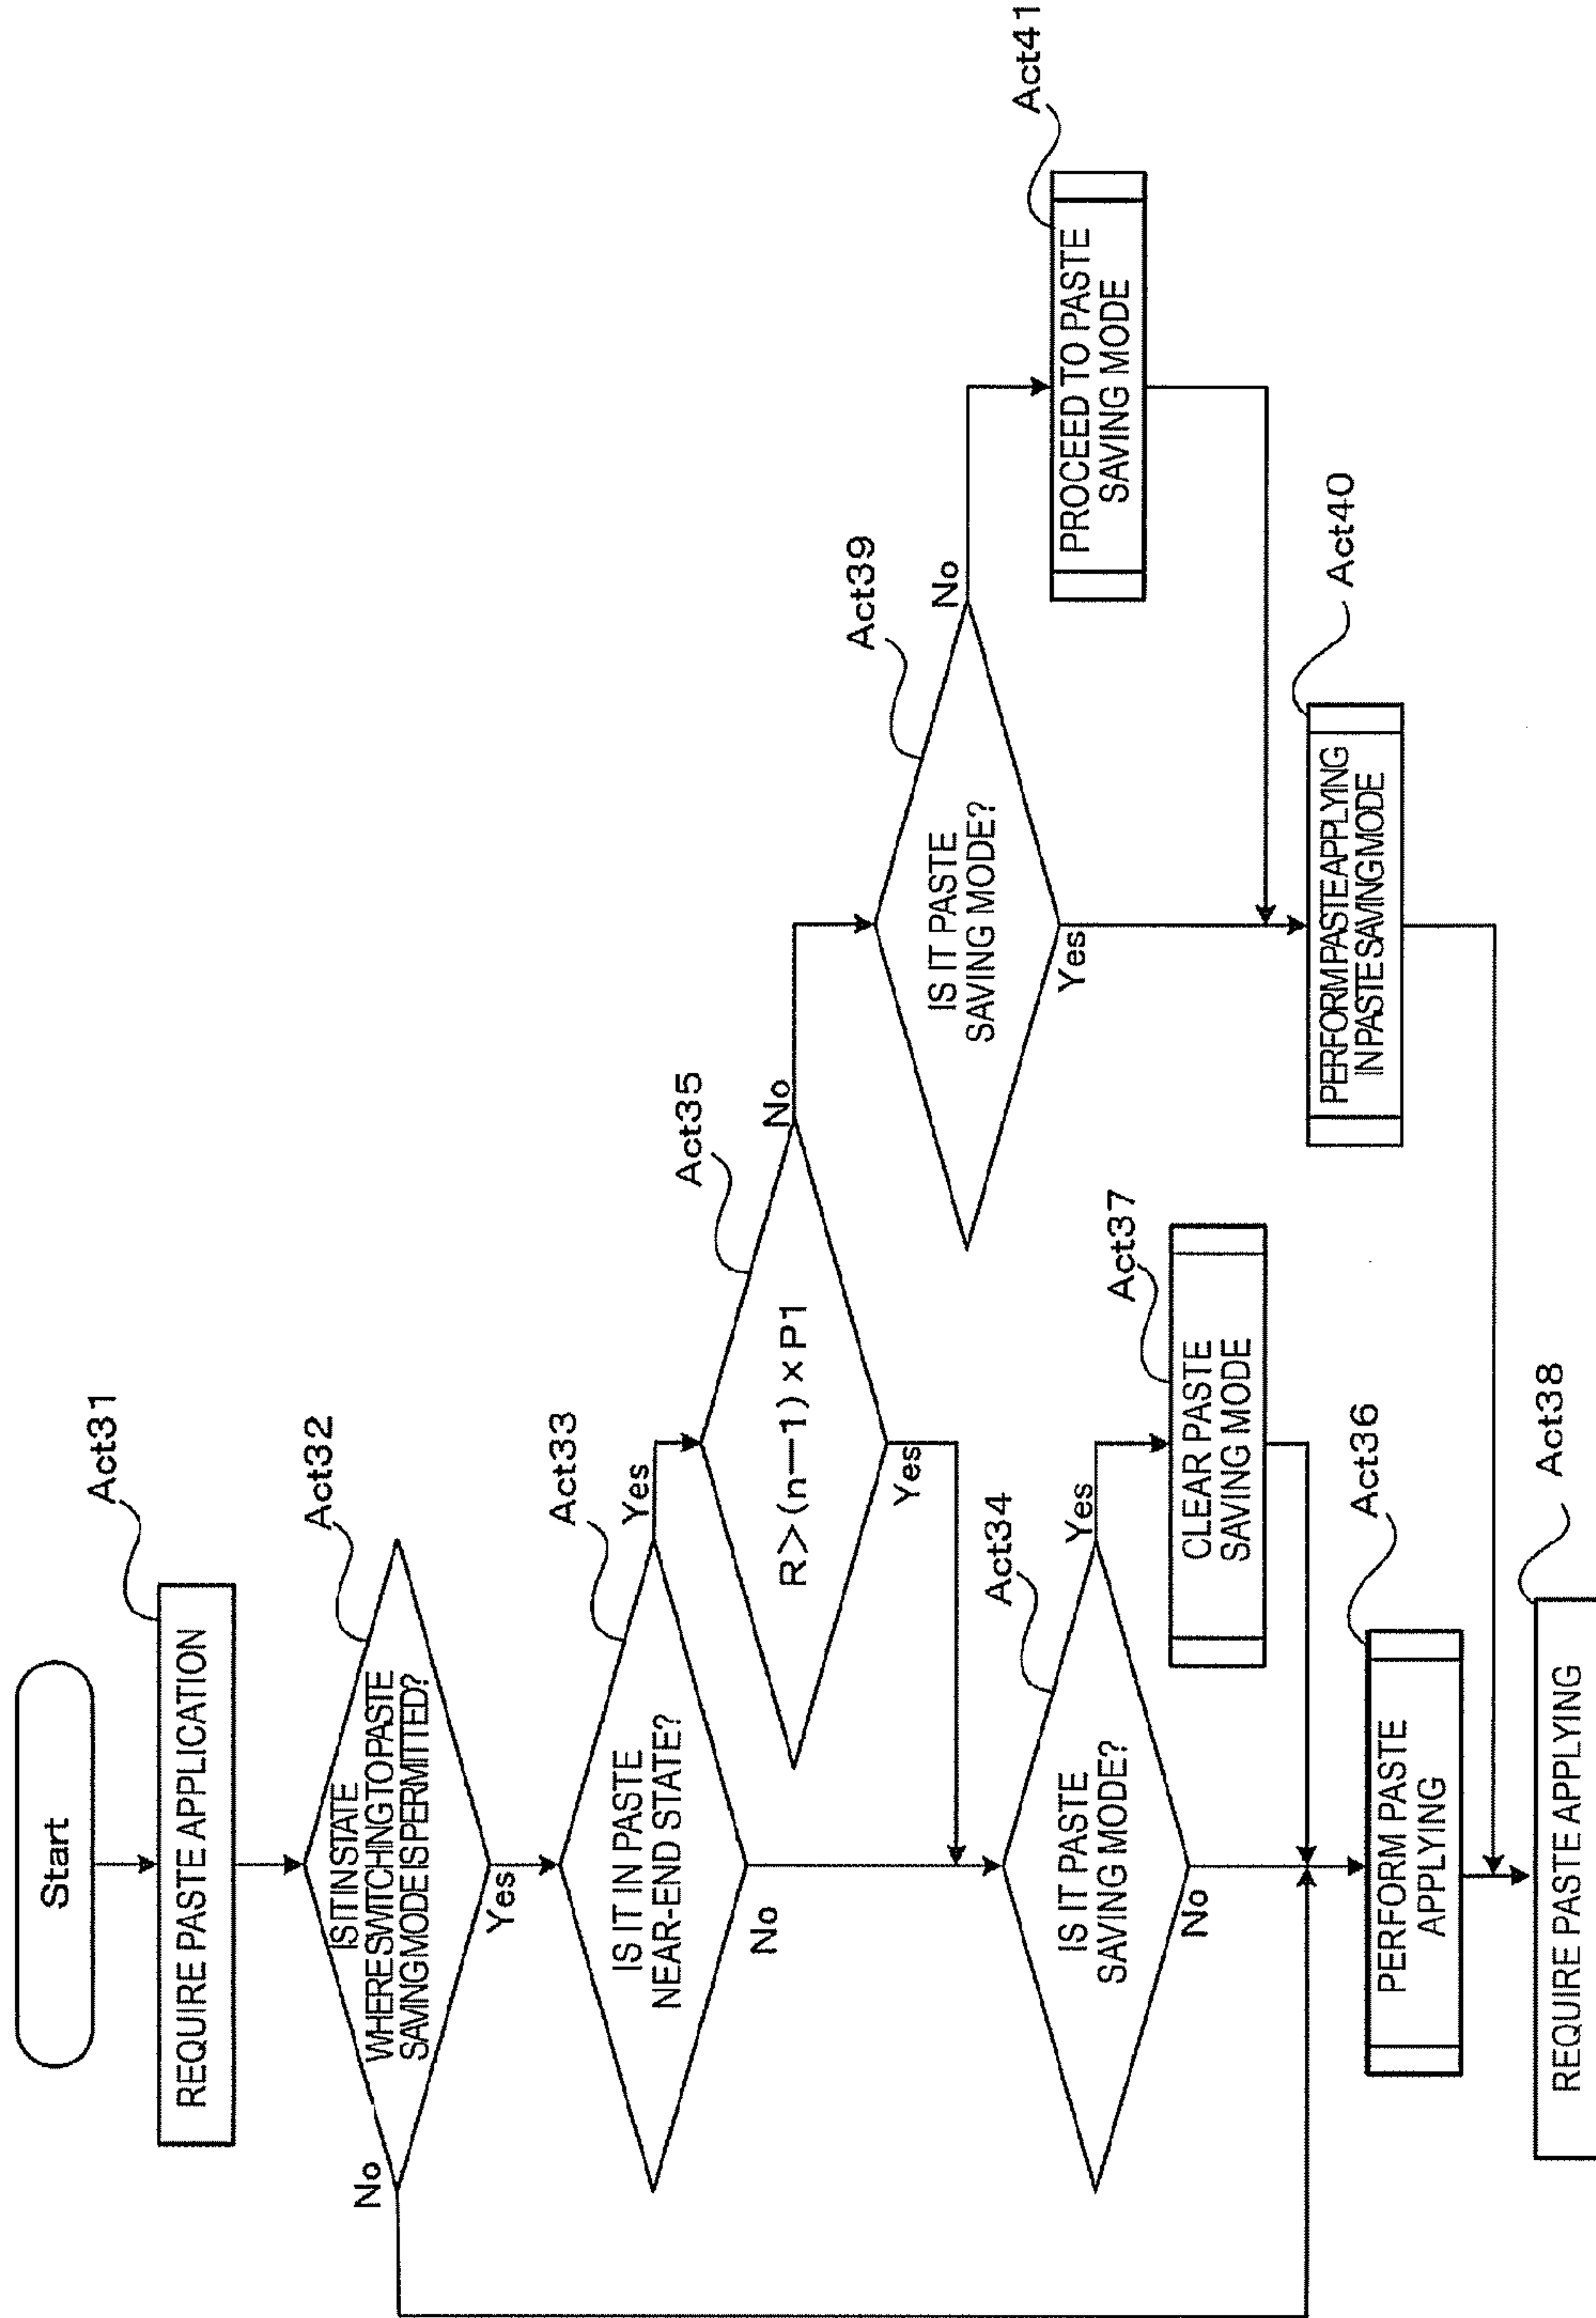 Start
Act31
REQUIRE PASTE APPLICATION
Act32
IS IT IN STATE
WHERE SWITCHING TO PASTE
SAVING MODE IS PERMITTED?
No
Yes
Act33
IS IT IN PASTE
NEAR-END STATE?
Yes
No
Act35
R>(n—1)×P1
No
Yes
Act39
IS IT PASTE
SAVING MODE?
No
Yes
Act41
PROCEED TO PASTE
SAVING MODE
Act34
IS IT PASTE
SAVING MODE?
Yes
No
Act37
CLEAR PASTE
SAVING MODE
Act40
PERFORM PASTE APPLYING
IN PASTE SAVING MODE
Act36
PERFORM PASTE
APPLYING
Act38
REQUIRE PASTE APPLYING